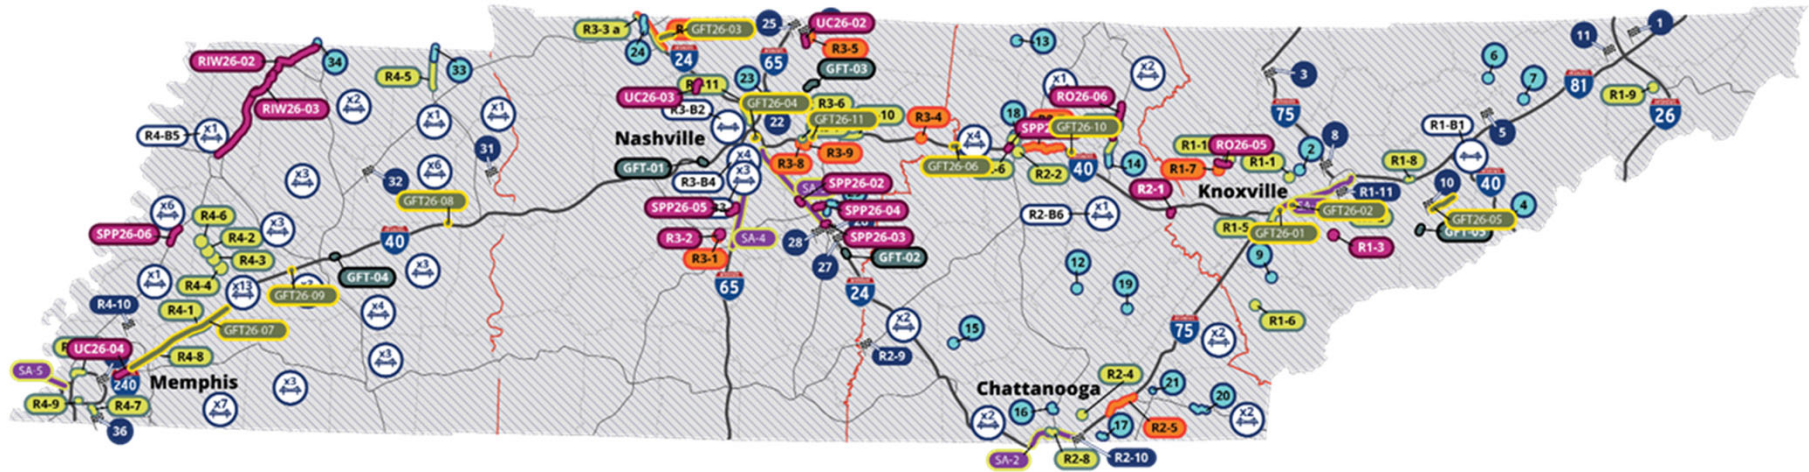 R3-3 a
GFT26-03
24
24
25
UC26-02
R3-5
65
GFT-03
13
x1
x2
RO26-06
3
75
11
1
6
7
81
R1-9
26
RIW26-02
34
RIW26-03
x2
R4-5
33
x1
x1
31
R4-B5
x1
23
UC26-03
R3-B2
GFT26-04
R3-6
10
GFT26-11
22
R3-4
Nashville
R3-8
R3-9
x4
GFT26-06
18
GFT26-10
14
R2-2
40
R1-7
RO26-05
R1-1
2
8
R1-B1
5
R1-8
GFT-01
R3-B4
x4
x3
32
x6
x3
GFT26-08
40
SPP26-02
SPP26-05
SPP26-04
SPP26-03
R3-2
R3-1
SA-4
28
27
GFT-02
65
24
R2-1
R2-B6
x1
Knoxville
R1-11
GFT26-02
R1-5
GFT26-01
R1-3
10
40
4
GFT26-05
GFT-05
x6
SPP26-06
R4-6
R4-2
x3
R4-3
R4-4
x1
x13
GFT-04
x3
GFT26-09
x4
R4-10
R4-1
GFT26-07
R4-8
UC26-04
SA-5
240
Memphis
x3
x3
R4-9
R4-7
x7
36
9
12
19
15
x2
R2-9
R1-6
75
x2
Chattanooga
R2-4
21
20
x2
x2
16
17
R2-5
SA-2
R2-8
R2-10